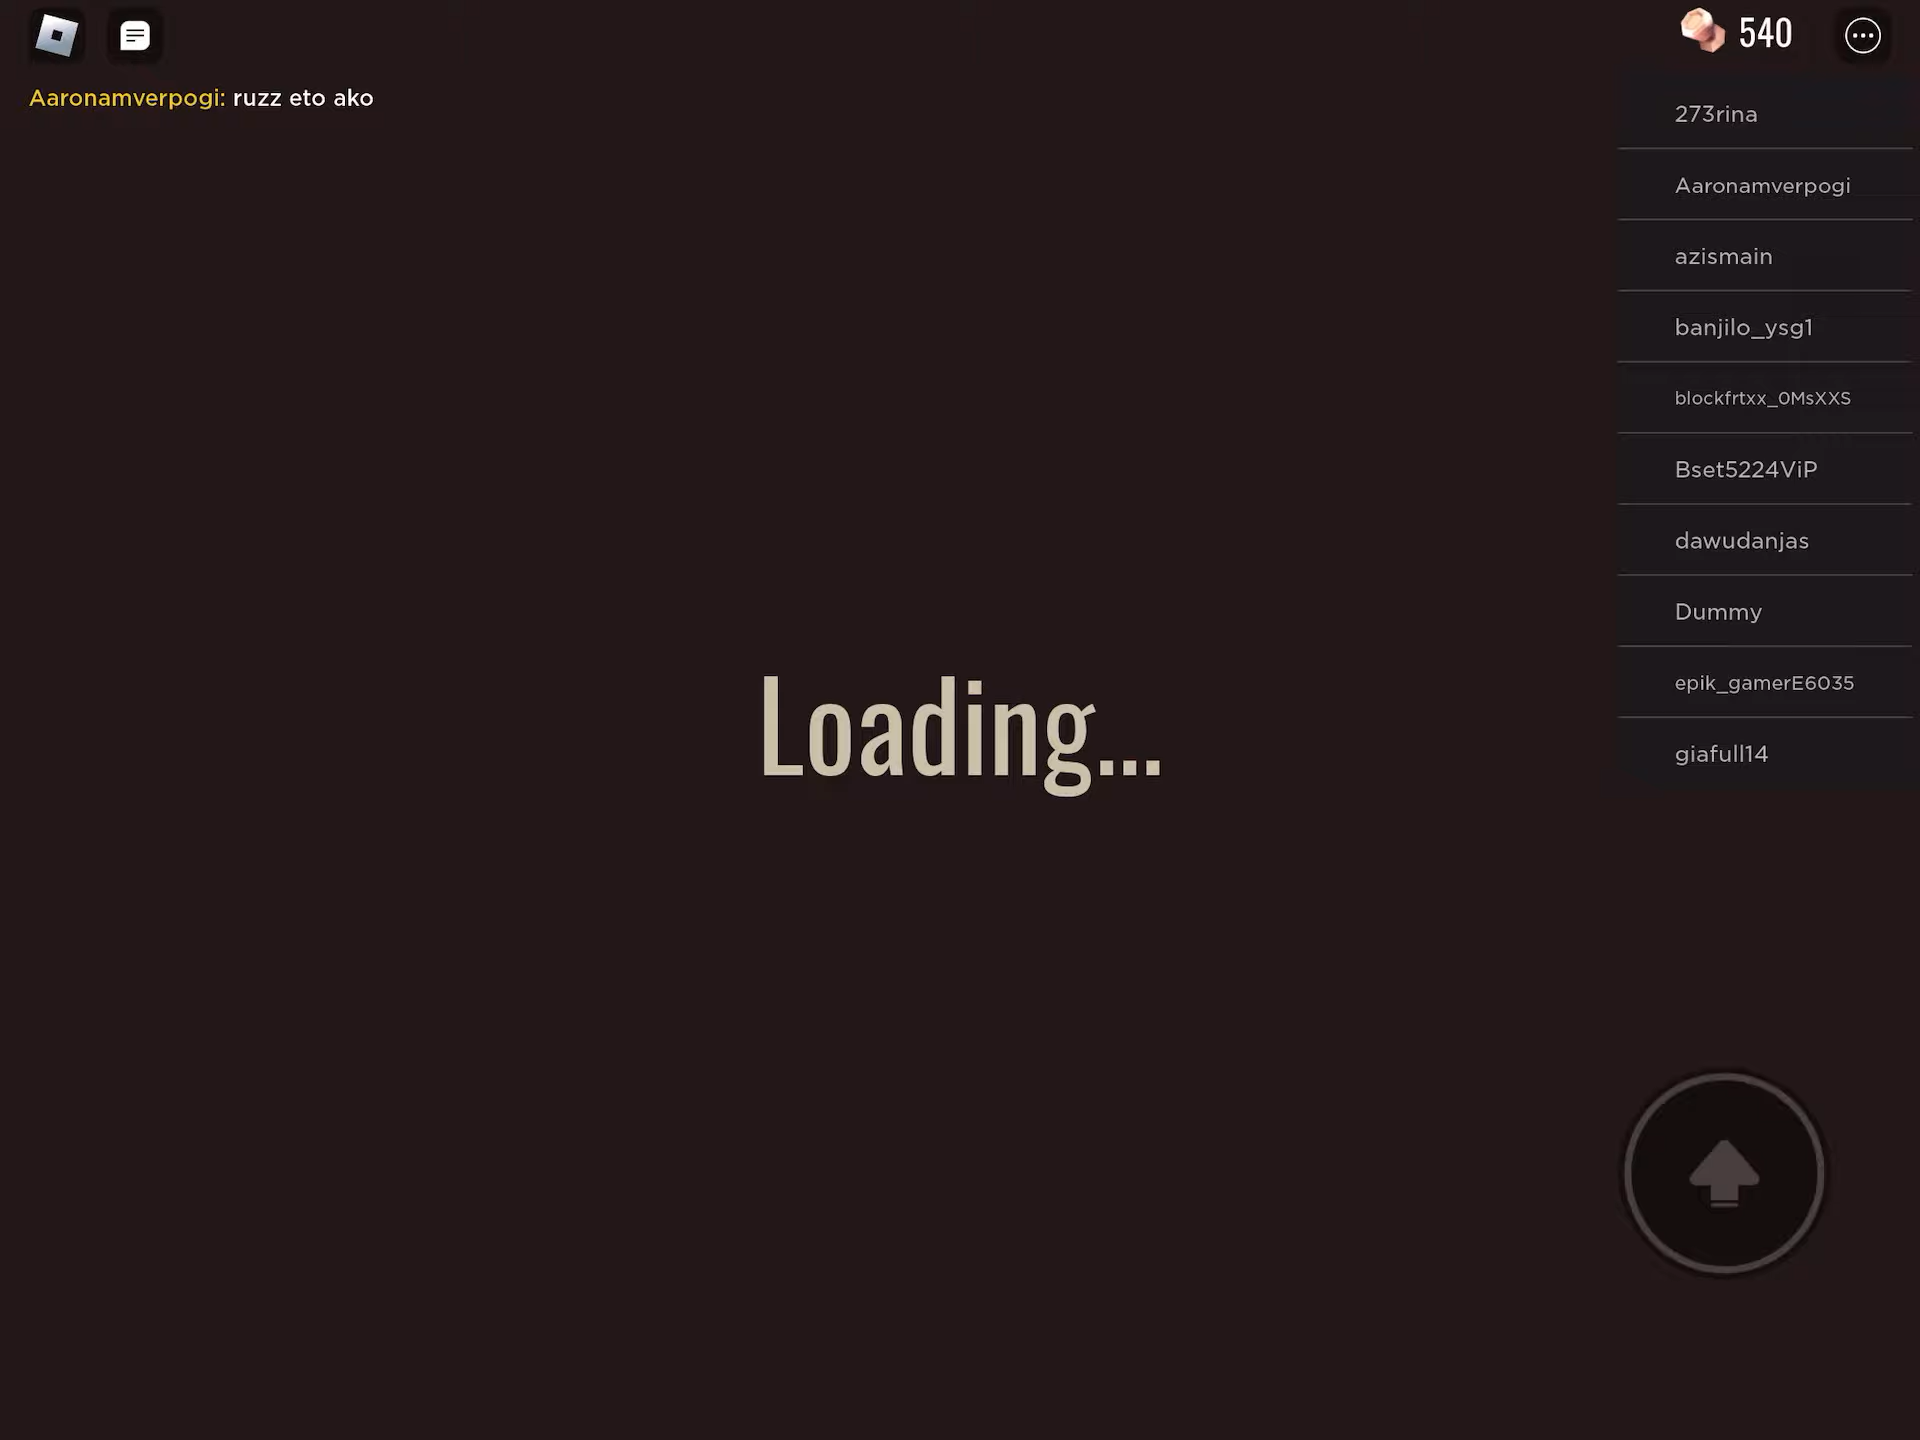 540
Aaronamverpogi: ruzz eto ako
273rina
Aaronamverpogi
azismain
banjilo_ysg1
blockfrtxx_0MsXXS
Bset5224ViP
dawudanjas
Dummy
epik_gamerE6035
giafull14
Loading...